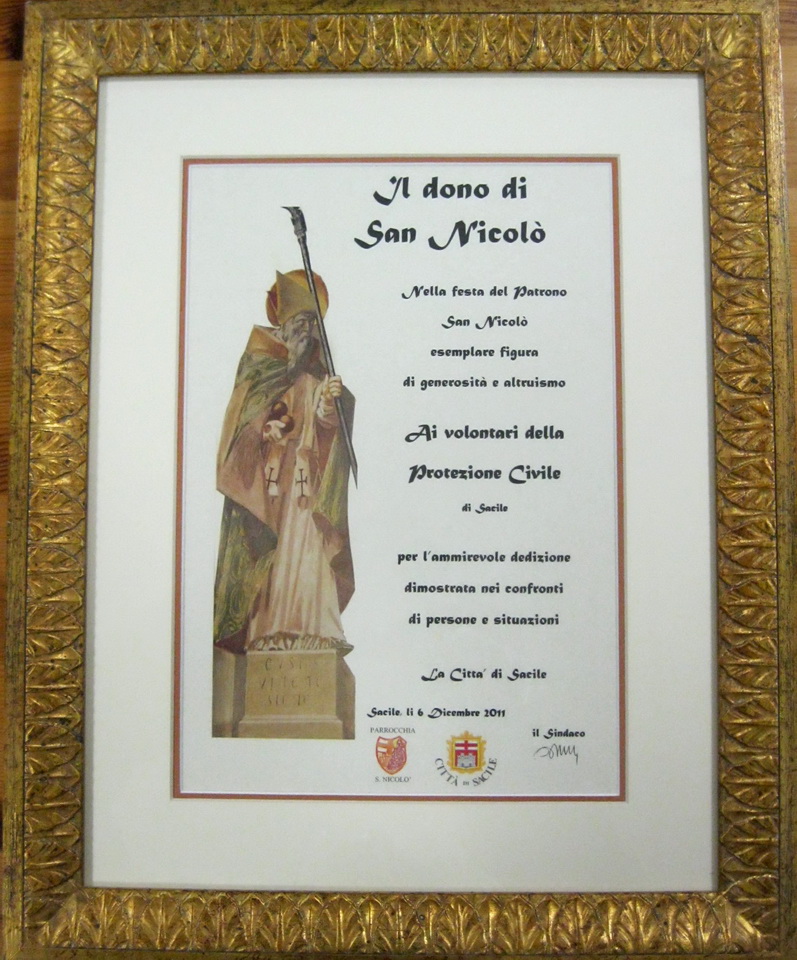 Il dono di
San Nicolò
Nella festa del Patrono
San Nicolò
esemplare figura
di generosità e altruismo
Ai volontari della
Protezione Civile
di Sacile
per l'ammirevole dedizione
dimostrata nei confronti
di persone e situazioni
La Citta' di Sacile
Sacile, li 6 Dicembre 2011
il Sindaco
PARROCCHIA
S. NICOLO'
CITTÀ DI SACILE